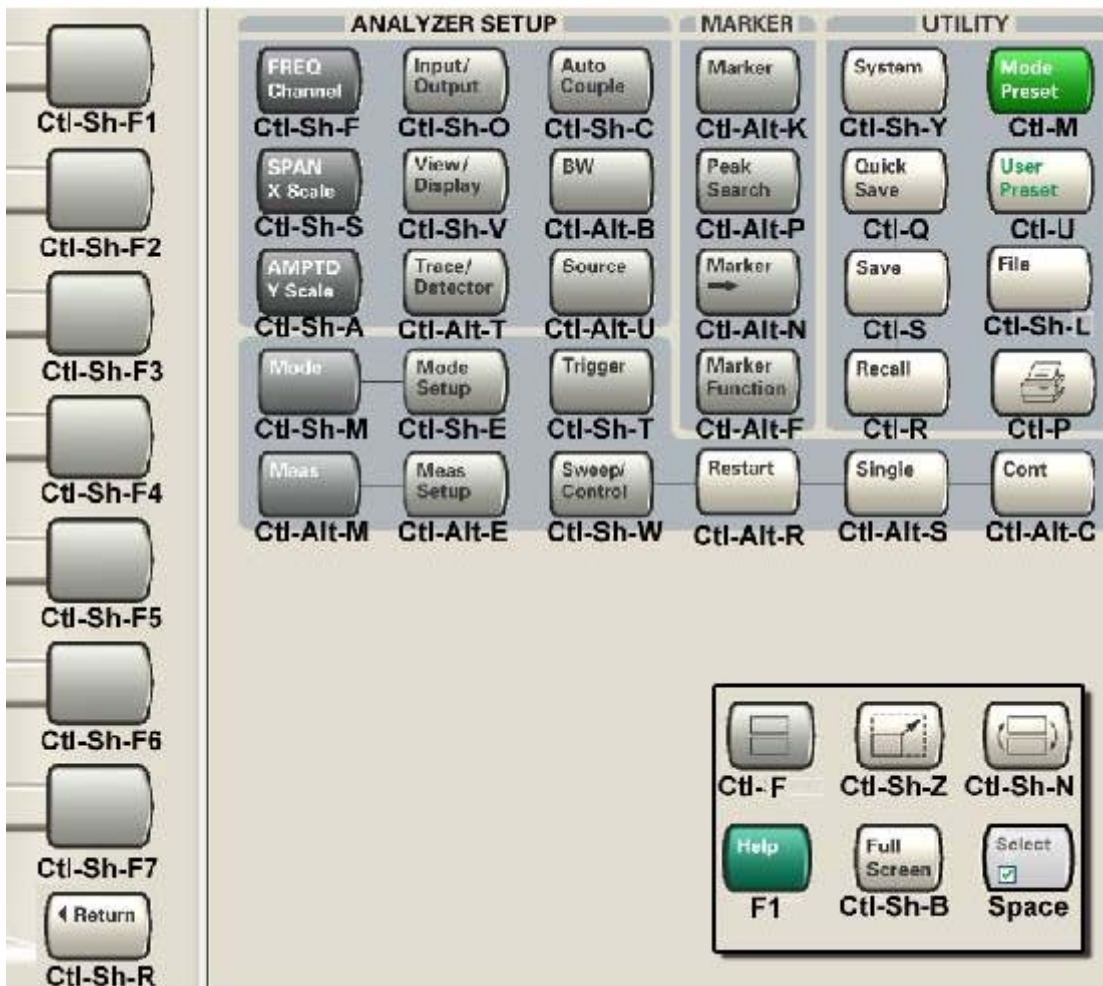 ANALYZER SETUP
MARKER
UTILITY
FREQ
Channel
Ctl-Sh-F
Input/
Output
Ctl-Sh-O
Auto
Couple
Ctl-Sh-C
Marker
Ctl-Alt-K
System
Ctl-Sh-Y
Mode
Preset
Ctl-M
SPAN
X Scale
Ctl-Sh-S
View/
Display
Ctl-Sh-V
BW
Ctl-Alt-B
Peak
Search
Ctl-Alt-P
Quick
Save
Ctl-Q
User
Preset
Ctl-U
AMPTD
Y Scale
Ctl-Sh-A
Trace/
Detector
Ctl-Alt-T
Source
Ctl-Alt-U
Marker
Ctl-Alt-N
Save
Ctl-S
File
Ctl-Sh-L
Mode
Ctl-Sh-M
Mode
Setup
Ctl-Sh-E
Trigger
Ctl-Sh-T
Marker
Function
Ctl-Alt-F
Recall
Ctl-R
Ctl-P
Meas
Ctl-Alt-M
Meas
Setup
Ctl-Alt-E
Sweep/
Control
Ctl-Sh-W
Restart
Ctl-Alt-R
Single
Ctl-Alt-S
Cont
Ctl-Alt-C
Ctl-Sh-F1
Ctl-Sh-F2
Ctl-Sh-F3
Ctl-Sh-F4
Ctl-Sh-F5
Ctl-Sh-F6
Ctl-Sh-F7
Return
Ctl-Sh-R
Ctl-F
Ctl-Sh-Z
Ctl-Sh-N
Help
F1
Full
Screen
Ctl-Sh-B
Select
Space